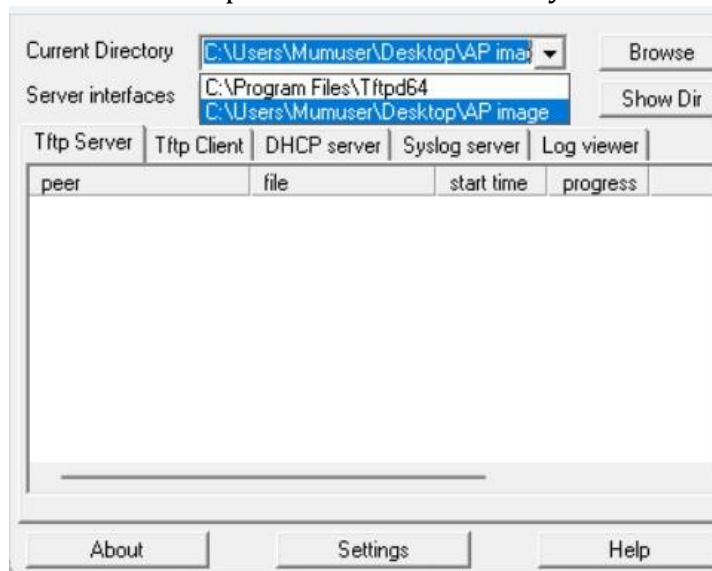 Current Directory C:\Users\Mumuser\Desktop\AP ima Browse
Server interfaces C:\Program Files\Tftpd64 Show Dir
C:\Users\Mumuser\Desktop\AP image
Tftp Server Tftp Client DHCP server Syslog server Log viewer
peer file start time progress
About Settings Help